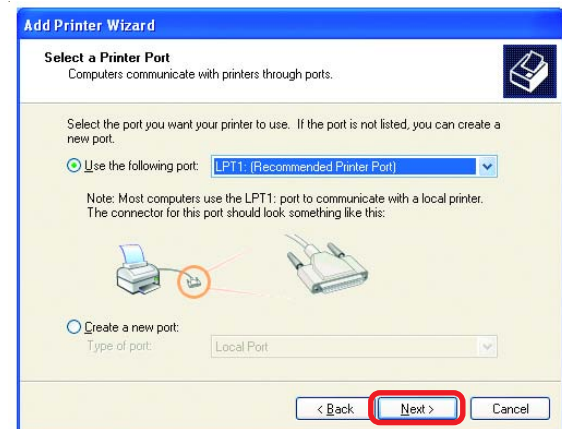 Add Printer Wizard
Select a Printer Port
Computers communicate with printers through ports.
Select the port you want your printer to use. If the port is not listed, you can create a
new port.
Use the following port: LPT1: (Recommended Printer Port)
Note: Most computers use the LPT1: port to communicate with a local printer.
The connector for this port should look something like this:
Create a new port:
Type of port: Local Port
< Back Next > Cancel